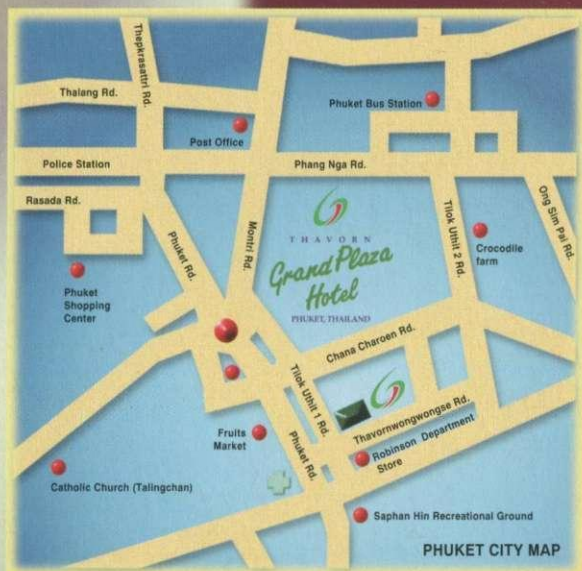 Thepkrasattri Rd.
Thalang Rd.
Phuket Bus Station
Post Office
Police Station
Phang Nga Rd.
Rasada Rd.
Ong Sim Pai Rd.
Montri Rd.
Phuket Rd.
Tilok Uthit 2 Rd.
THAVORN
Grand Plaza
Hotel
PHUKET, THAILAND
Crocodile
farm
Phuket
Shopping
Center
Chana Charoen Rd.
Tilok Uthit 1 Rd.
Thavornwongwongse Rd.
Fruits
Market
Phuket Rd.
Robinson Department
Store
Catholic Church (Talingchan)
Saphan Hin Recreational Ground
PHUKET CITY MAP